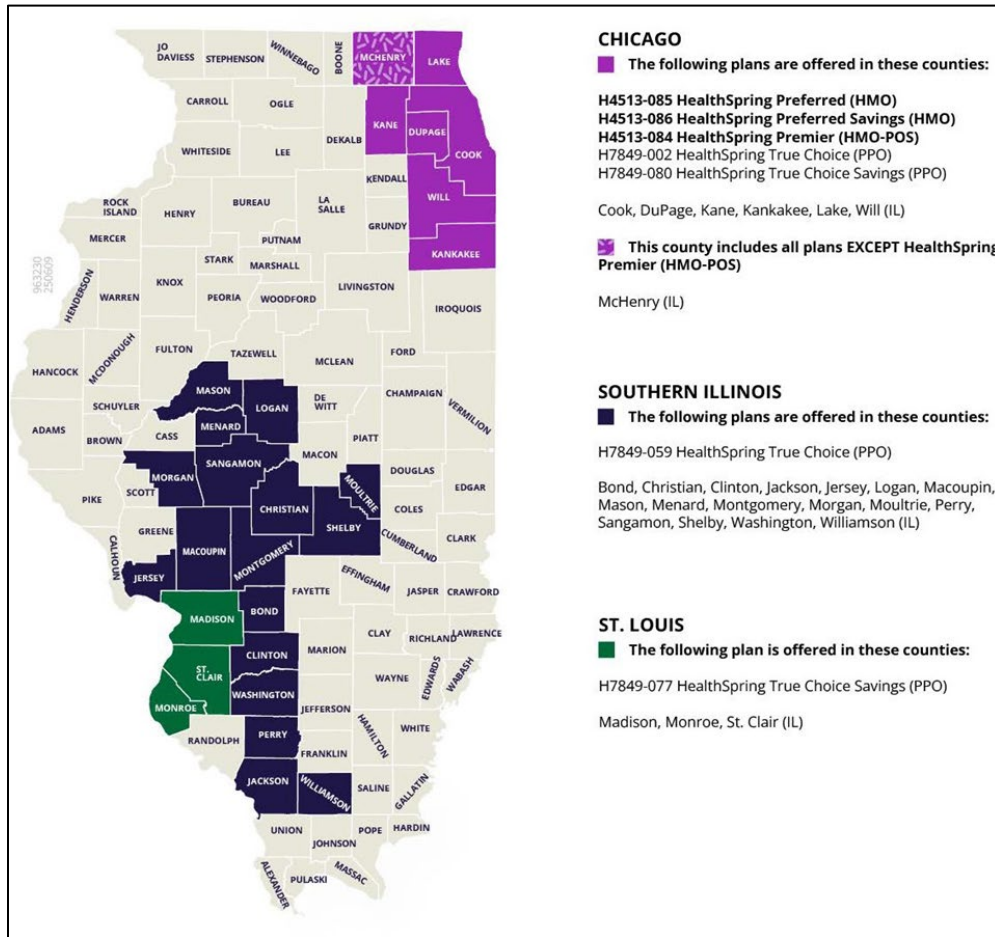 JO
DAVIESS
STEPHENSON
WINNEBAGO
BOONE
MCHENRY
LAKE
CARROLL
OGLE
KANE
DUPAGE
COOK
DEKALB
WHITESIDE
LEE
KENDALL
WILL
ROCK
ISLAND
HENRY
BUREAU
LA
SALLE
GRUNDY
MERCER
PUTNAM
KANKAKEE
STARK
MARSHALL
963230
250609
HENDERSON
WARREN
KNOX
PEORIA
WOODFORD
LIVINGSTON
IROQUOIS
FULTON
TAZEWELL
MCLEAN
FORD
HANCOCK
MCDONOUGH
MASON
LOGAN
DE
WITT
CHAMPAIGN
VERMILION
SCHUYLER
MENARD
ADAMS
BROWN
CASS
PIATT
SANGAMON
MACON
MORGAN
DOUGLAS
PIKE
SCOTT
MOULTRIE
EDGAR
CHRISTIAN
COLES
GREENE
SHELBY
CALHOUN
MACOUPIN
MONTGOMERY
CUMBERLAND
CLARK
JERSEY
EFFINGHAM
FAYETTE
JASPER
CRAWFORD
MADISON
BOND
CLAY
RICHLAND
LAWRENCE
CLINTON
MARION
ST.
CLAIR
WAYNE
EDWARDS
WABASH
WASHINGTON
MONROE
JEFFERSON
RANDOLPH
PERRY
HAMILTON
WHITE
FRANKLIN
JACKSON
WILLIAMSON
SALINE
GALLATIN
UNION
JOHNSON
POPE
HARDIN
ALEXANDER
PULASKI
MASSAC
CHICAGO
The following plans are offered in these counties:
H4513-085 HealthSpring Preferred (HMO)
H4513-086 HealthSpring Preferred Savings (HMO)
H4513-084 HealthSpring Premier (HMO-POS)
H7849-002 HealthSpring True Choice (PPO)
H7849-080 HealthSpring True Choice Savings (PPO)
Cook, DuPage, Kane, Kankakee, Lake, Will (IL)
This county includes all plans EXCEPT HealthSpring
Premier (HMO-POS)
McHenry (IL)
SOUTHERN ILLINOIS
The following plans are offered in these counties:
H7849-059 HealthSpring True Choice (PPO)
Bond, Christian, Clinton, Jackson, Jersey, Logan, Macoupin,
Mason, Menard, Montgomery, Morgan, Moultrie, Perry,
Sangamon, Shelby, Washington, Williamson (IL)
ST. LOUIS
The following plan is offered in these counties:
H7849-077 HealthSpring True Choice Savings (PPO)
Madison, Monroe, St. Clair (IL)